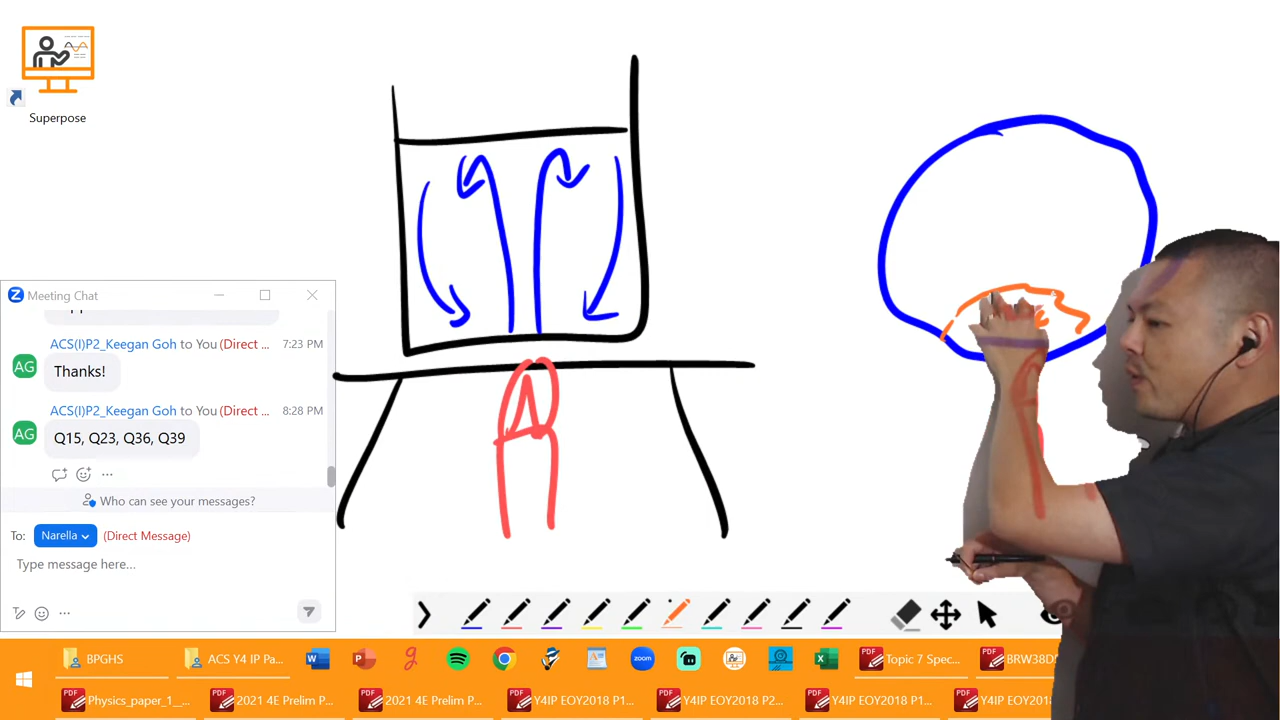 Superpose
Meeting Chat
ACS(I)P2_Keegan Goh to You (Direct ... 7:23 PM
AG
Thanks!
ACS(I)P2_Keegan Goh to You (Direct ... 8:28 PM
AG
Q15, Q23, Q36, Q39
Who can see your messages?
To: Narella (Direct Message)
Type message here...
BPGHS
ACS Y4 IP Pa...
zoom
Topic 7 Spec...
Physics_paper_1_...
2021 4E Prelim P...
2021 4E Prelim P...
Y4IP EOY2018 P1...
Y4IP EOY2018 P2...
Y4IP EOY2018 P1...